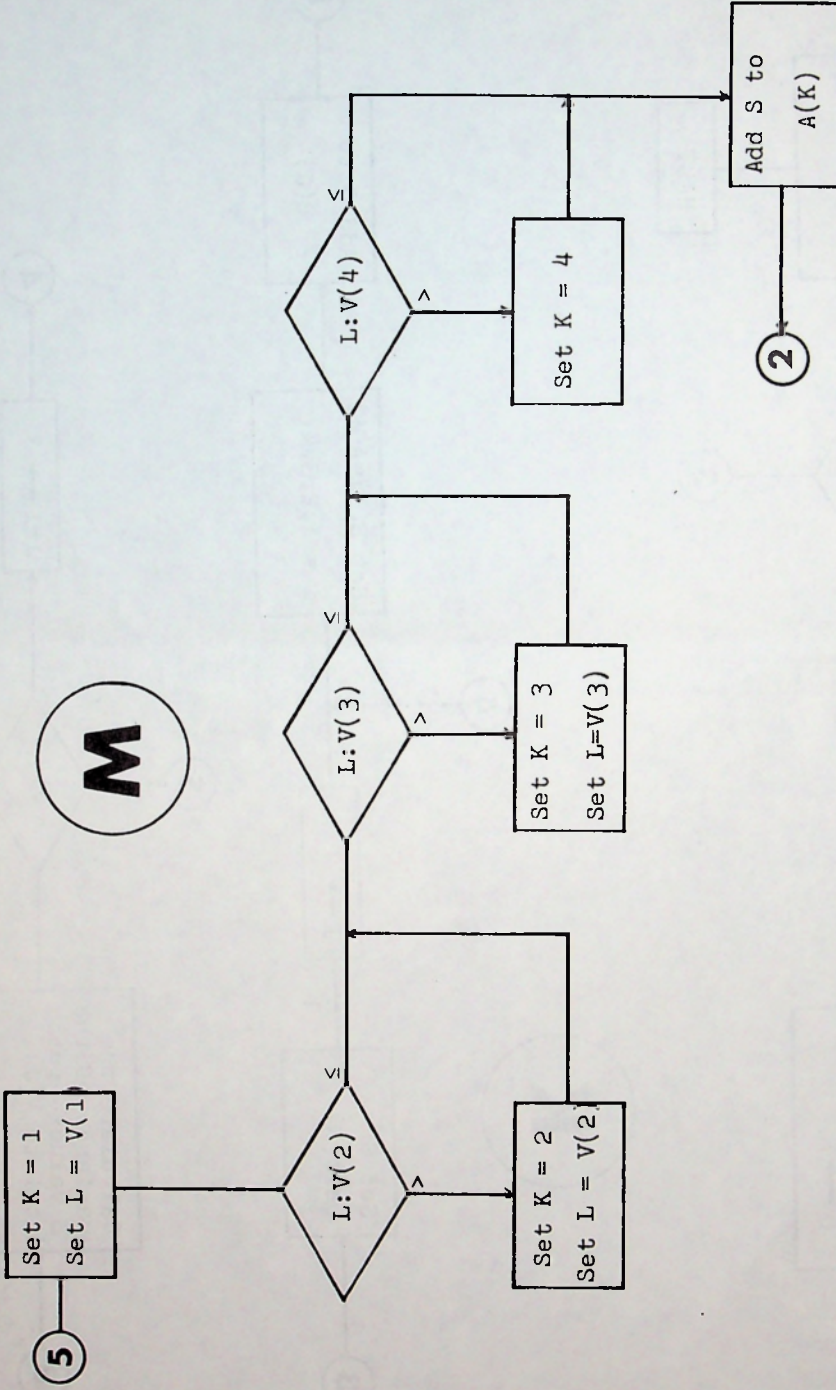 5
Set K = 1
Set L = V(1)
M
L:V(2)
≤
>
Set K = 2
Set L = V(2
L:V(3)
≤
>
Set K = 3
Set L=V(3)
L:V(4)
≤
>
Set K = 4
Add S to
A(K)
2